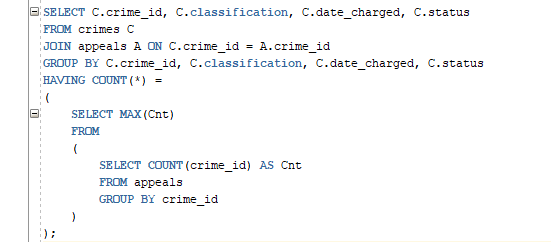 SELECT C.crime_id, C.classification, C.date_charged, C.status
FROM crimes C
JOIN appeals A ON C.crime_id = A.crime_id
GROUP BY C.crime_id, C.classification, C.date_charged, C.status
HAVING COUNT(*) =
(
SELECT MAX(Cnt)
FROM
(
SELECT COUNT(crime_id) AS Cnt
FROM appeals
GROUP BY crime_id
)
);